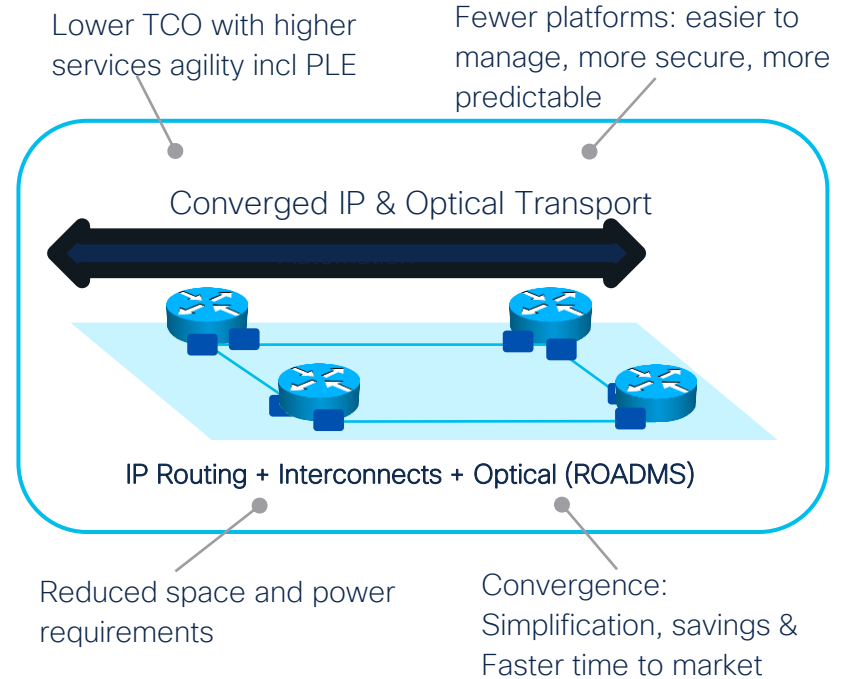 Lower TCO with higher
services agility incl PLE
Fewer platforms: easier to
manage, more secure, more
predictable
Converged IP & Optical Transport
IP Routing + Interconnects + Optical (ROADMS)
Reduced space and power
requirements
Convergence:
Simplification, savings &
Faster time to market